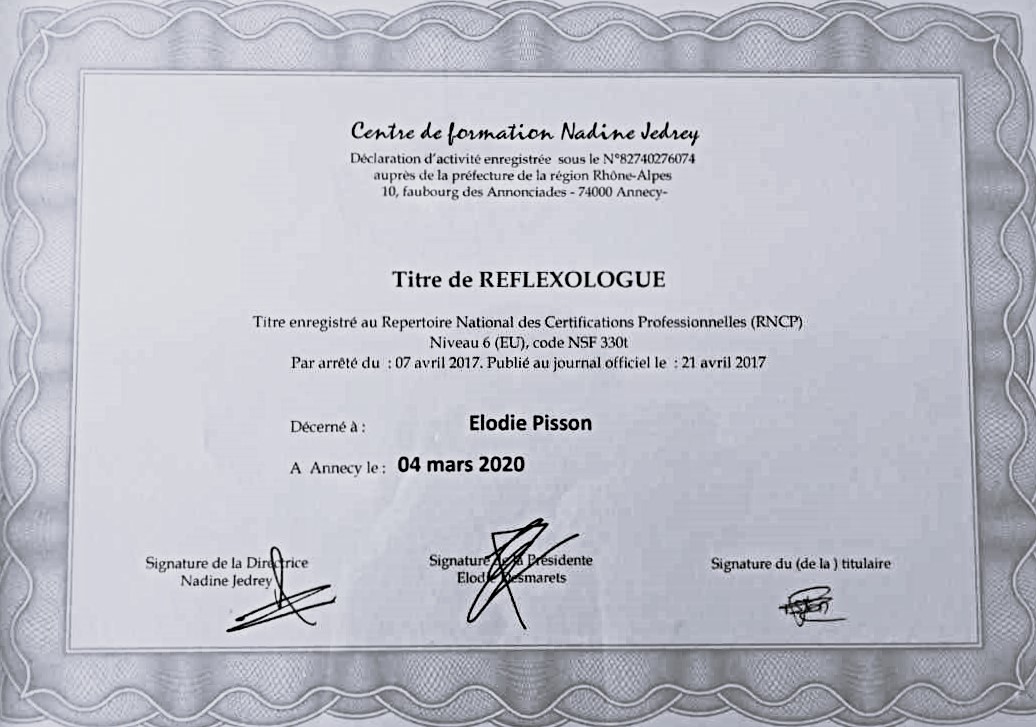 Centre de formation Nadine Jedrey
Déclaration d'activité enregistrée sous le N°82740276074
auprès de la préfecture de la région Rhône-Alpes
10, faubourg des Annonciades - 74000 Annecy-
Titre de REFLEXOLOGUE
Titre enregistré au Repertoire National des Certifications Professionnelles (RNCP)
Niveau 6 (EU), code NSF 330t
Par arrêté du : 07 avril 2017. Publié au journal officiel le : 21 avril 2017
Décerné à : Elodie Pisson
A Annecy le : 04 mars 2020
Signature de la Directrice
Nadine Jedrey
Signature de la Présidente
Elodie Desmarets
Signature du (de la ) titulaire